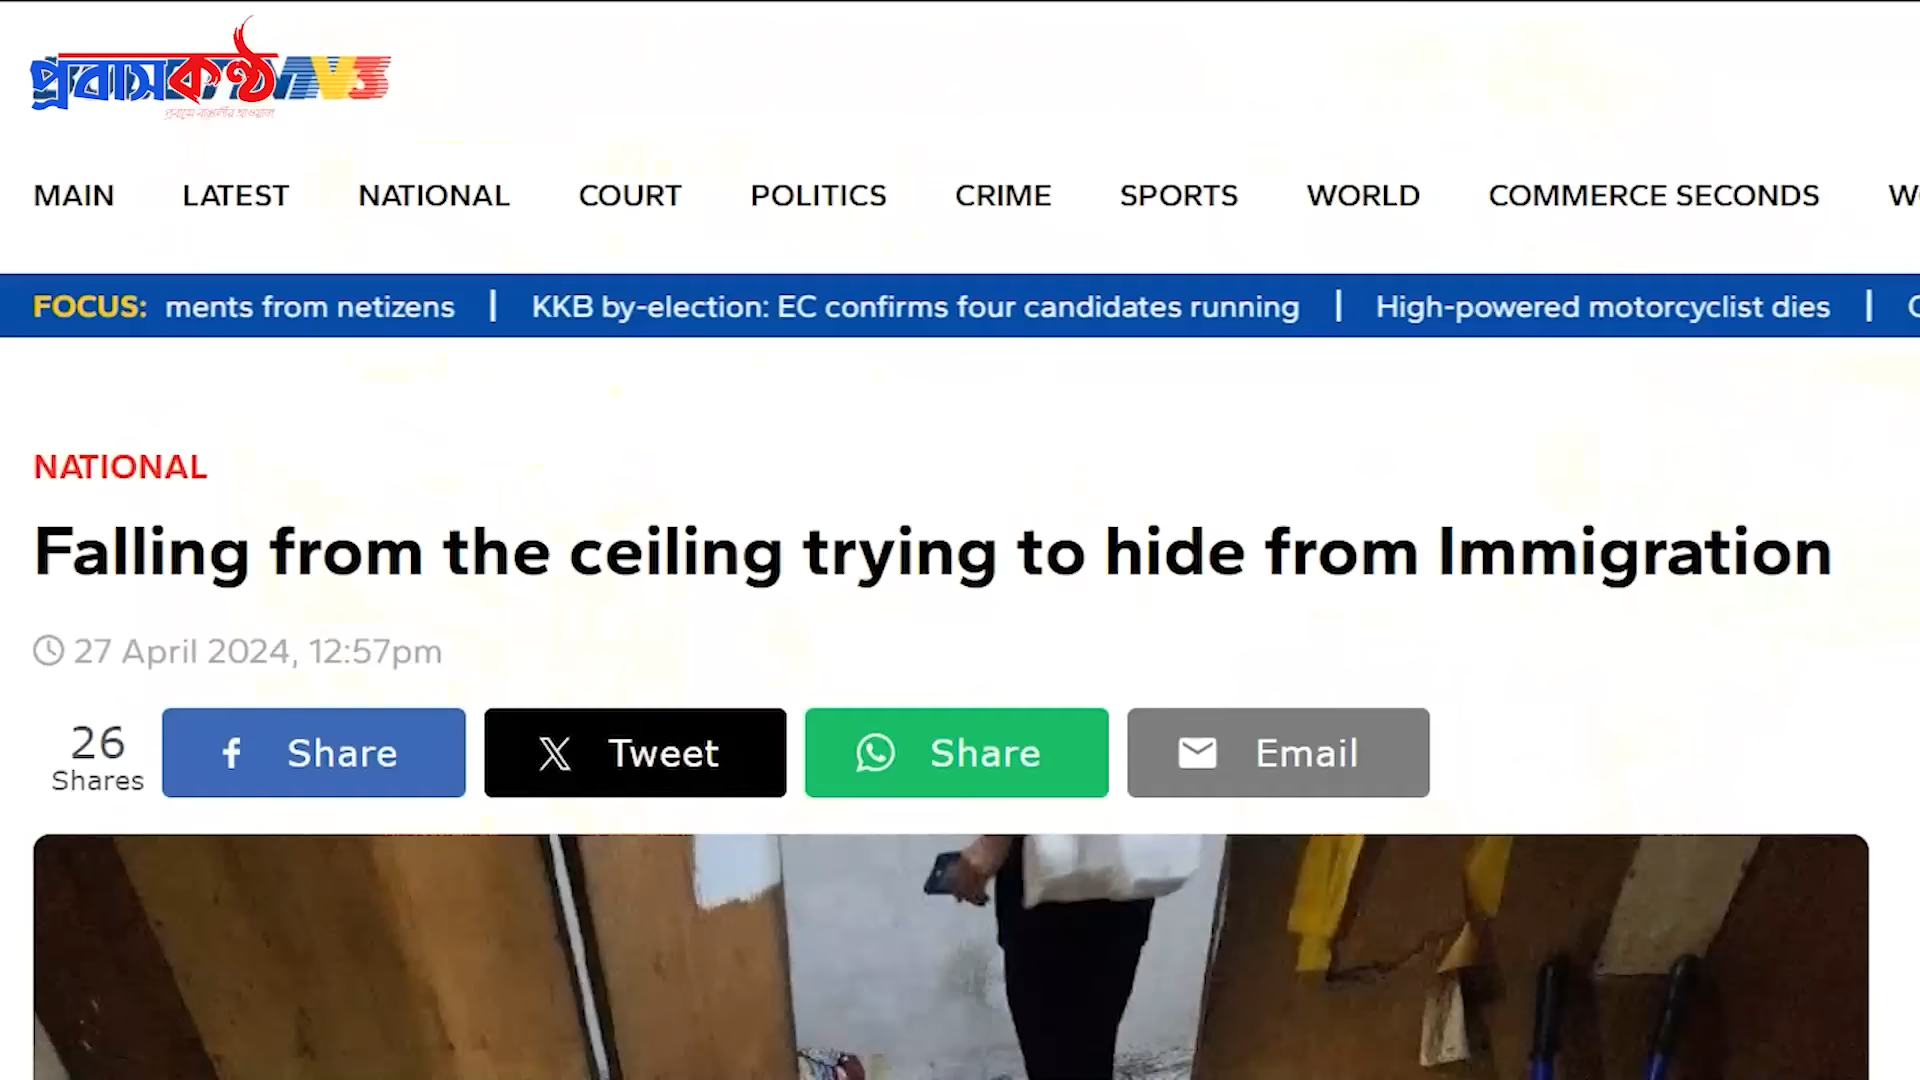 প্রবাসকণ্ঠ
MAIN LATEST NATIONAL COURT POLITICS CRIME SPORTS WORLD COMMERCE SECONDS
FOCUS: ments from netizens | KKB by-election: EC confirms four candidates running | High-powered motorcyclist dies |
NATIONAL
Falling from the ceiling trying to hide from Immigration
27 April 2024, 12:57pm
26
Shares
Share Tweet Share Email